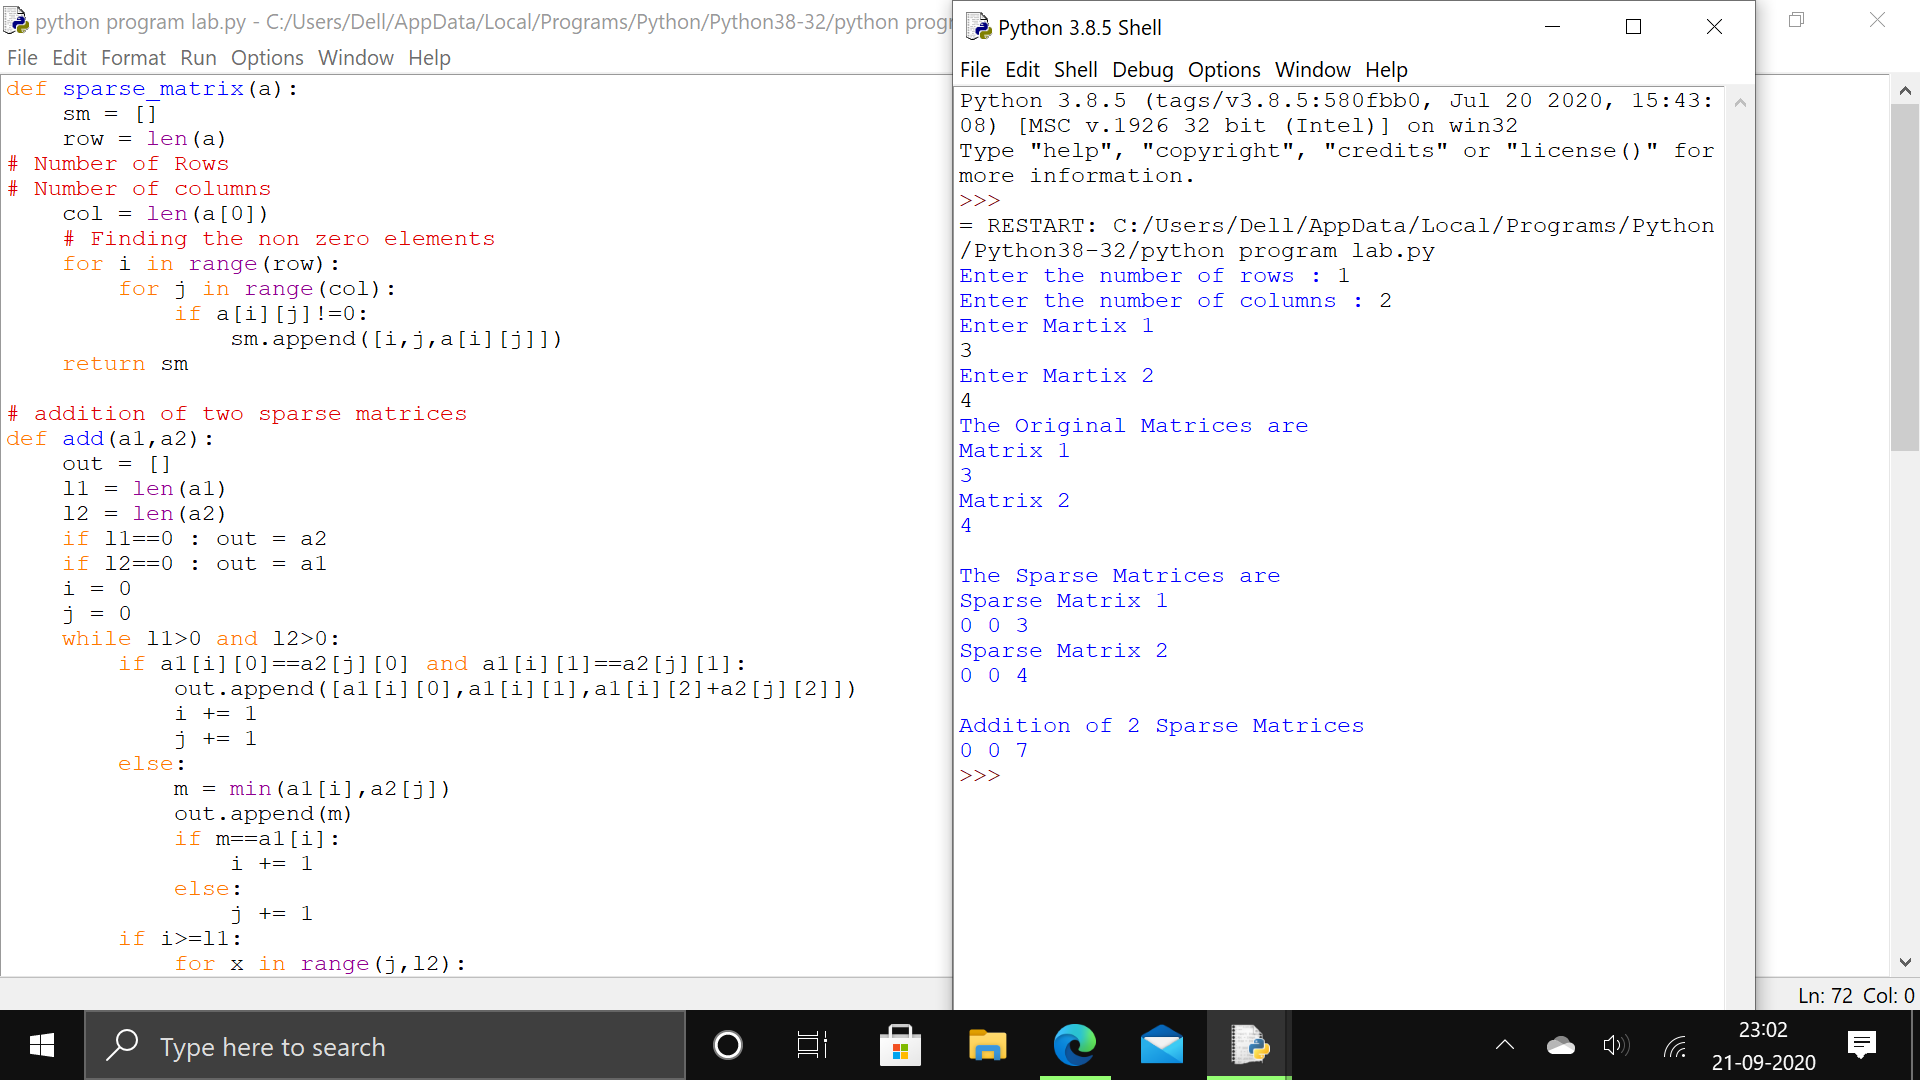 python program lab.py - C:/Users/Dell/AppData/Local/Programs/Python/Python38-32/python progr
File Edit Format Run Options Window Help
def sparse_matrix(a):
    sm = []
    row = len(a)
# Number of Rows
# Number of columns
    col = len(a[0])
    # Finding the non zero elements
    for i in range(row):
        for j in range(col):
            if a[i][j]!=0:
                sm.append([i,j,a[i][j]])
    return sm

# addition of two sparse matrices
def add(a1,a2):
    out = []
    l1 = len(a1)
    l2 = len(a2)
    if l1==0 : out = a2
    if l2==0 : out = a1
    i = 0
    j = 0
    while l1>0 and l2>0:
        if a1[i][0]==a2[j][0] and a1[i][1]==a2[j][1]:
            out.append([a1[i][0],a1[i][1],a1[i][2]+a2[j][2]])
            i += 1
            j += 1
        else:
            m = min(a1[i],a2[j])
            out.append(m)
            if m==a1[i]:
                i += 1
            else:
                j += 1
        if i>=l1:
            for x in range(j,l2):
Python 3.8.5 Shell
File Edit Shell Debug Options Window Help
Python 3.8.5 (tags/v3.8.5:580fbb0, Jul 20 2020, 15:43:
08) [MSC v.1926 32 bit (Intel)] on win32
Type "help", "copyright", "credits" or "license()" for
more information.
>>>
= RESTART: C:/Users/Dell/AppData/Local/Programs/Python
/Python38-32/python program lab.py
Enter the number of rows : 1
Enter the number of columns : 2
Enter Martix 1
3
Enter Martix 2
4
The Original Matrices are
Matrix 1
3
Matrix 2
4

The Sparse Matrices are
Sparse Matrix 1
0 0 3
Sparse Matrix 2
0 0 4

Addition of 2 Sparse Matrices
0 0 7
>>>
Ln: 72 Col: 0
Type here to search
23:02
21-09-2020